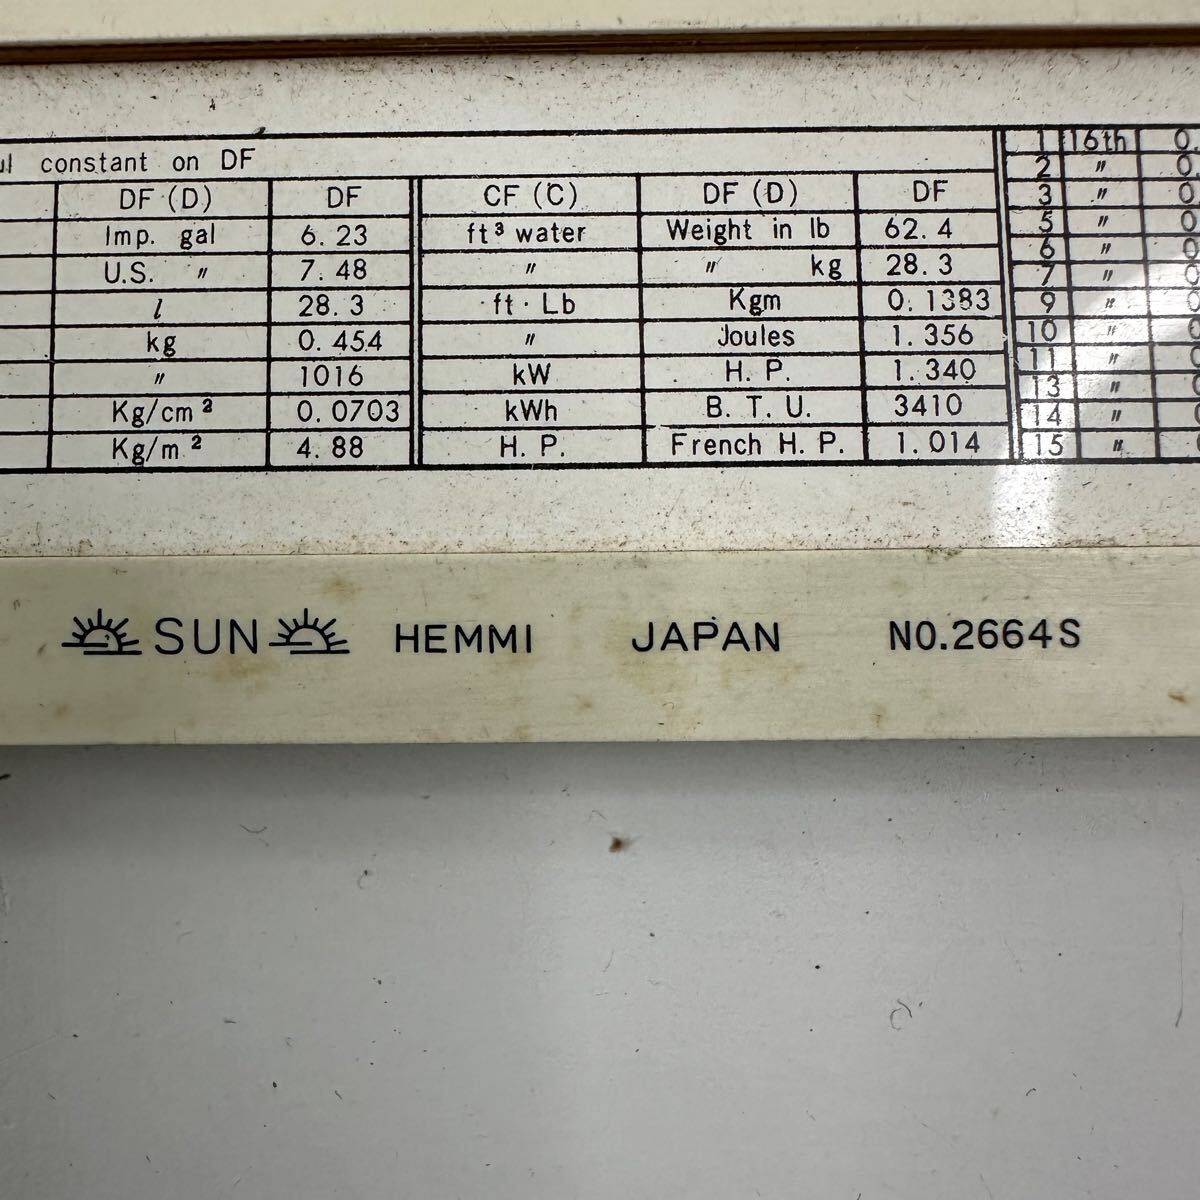 constant on DF
DF (D) DF CF (C) DF (D) DF
Imp. gal 6.23 ft³ water Weight in lb 62.4
U.S. 〃 7.48 〃 〃 kg 28.3
l 28.3 ft·Lb Kgm 0.1383
kg 0.454 〃 Joules 1.356
〃 1016 kW H.P. 1.340
Kg/cm² 0.0703 kWh B.T.U. 3410
Kg/m² 4.88 H.P. French H.P. 1.014
1 16th
2 〃
3 〃
5 〃
6 〃
7 〃
9 〃
10 〃
11 〃
13 〃
14 〃
15 〃
SUN HEMMI JAPAN NO.2664S